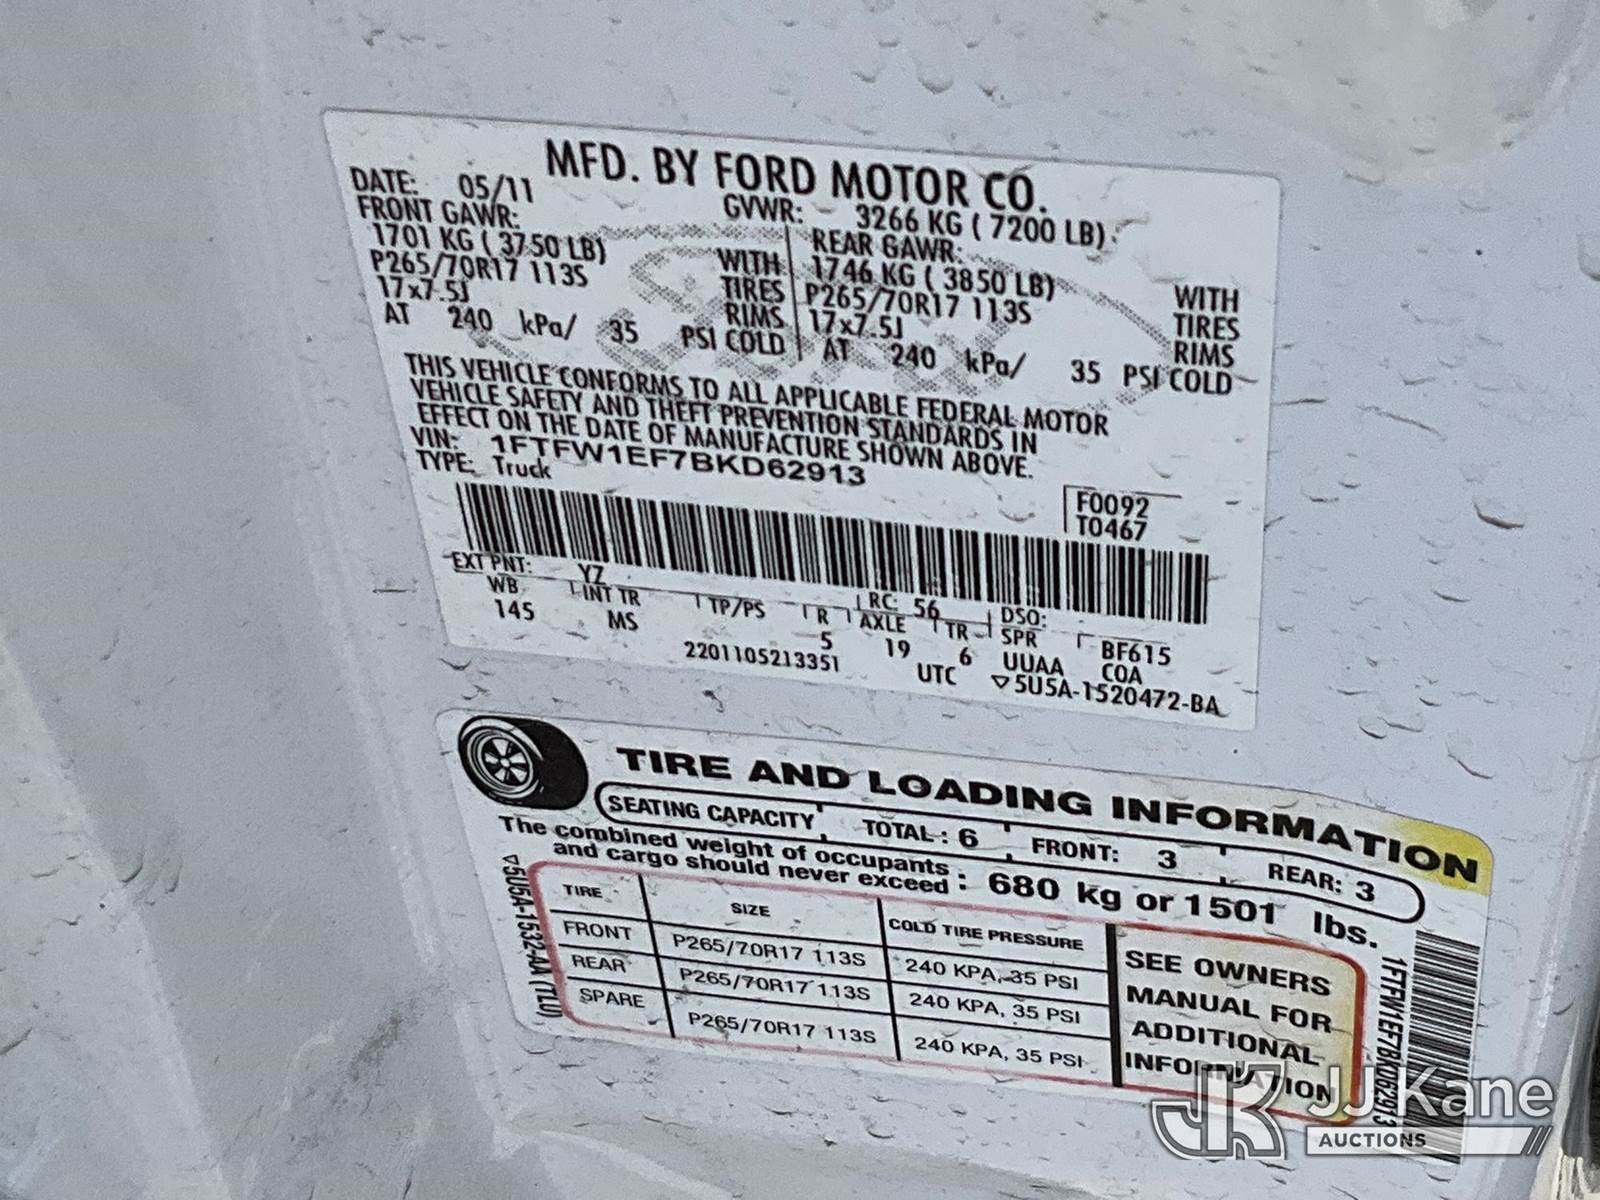 MFD. BY FORD MOTOR CO.
DATE: 05/11 GVWR: 3266 KG ( 7200 LB)
FRONT GAWR: REAR GAWR:
1701 KG ( 3750 LB) WITH 1746 KG ( 3850 LB) WITH
P265/70R17 113S TIRES P265/70R17 113S TIRES
17x7.5J RIMS 17x7.5J RIMS
AT 240 kPa/ 35 PSI COLD AT 240 kPa/ 35 PSI COLD
THIS VEHICLE CONFORMS TO ALL APPLICABLE FEDERAL MOTOR
VEHICLE SAFETY AND THEFT PREVENTION STANDARDS IN
EFFECT ON THE DATE OF MANUFACTURE SHOWN ABOVE.
VIN: 1FTFW1EF7BKD62913
TYPE: Truck
F0092
T0467
EXT PNT: YZ RC: 56 DSO:
WB INT TR TP/PS R AXLE TR SPR BF615
145 MS 5 19 6 UUAA COA
2201105213351 UTC ▽5U5A-1520472-BA
TIRE AND LOADING INFORMATION
SEATING CAPACITY TOTAL: 6 FRONT: 3 REAR: 3
The combined weight of occupants
and cargo should never exceed : 680 kg or 1501 lbs.
TIRE SIZE COLD TIRE PRESSURE
FRONT P265/70R17 113S 240 KPA, 35 PSI
REAR P265/70R17 113S 240 KPA, 35 PSI
SPARE P265/70R17 113S 240 KPA, 35 PSI
SEE OWNERS
MANUAL FOR
ADDITIONAL
INFORMATION
▽5U5A-1532-AA (TL0)
1FTFW1EF7BKD62913
JK JJ Kane
AUCTIONS